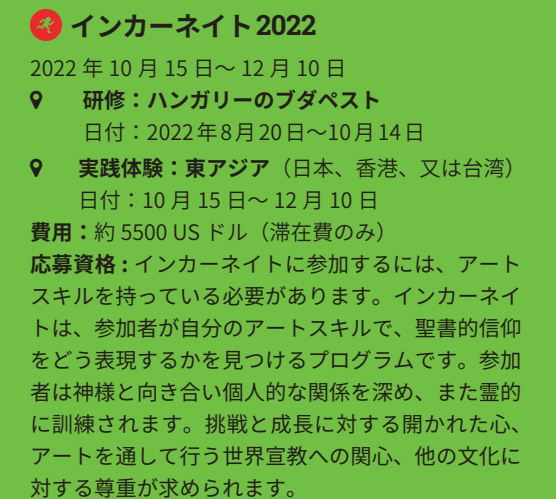 インカーネイト2022
2022 年 10 月 15 日〜 12 月 10 日
研修：ハンガリーのブダペスト
日付：2022年8月20日〜10月14日
実践体験：東アジア（日本、香港、又は台湾）
日付：10 月 15 日〜 12 月 10 日
費用：約 5500 US ドル（滞在費のみ）
応募資格 : インカーネイトに参加するには、アート
スキルを持っている必要があります。インカーネイ
トは、参加者が自分のアートスキルで、聖書的信仰
をどう表現するかを見つけるプログラムです。参加
者は神様と向き合い個人的な関係を深め、また霊的
に訓練されます。挑戦と成長に対する開かれた心、
アートを通して行う世界宣教への関心、他の文化に
対する尊重が求められます。